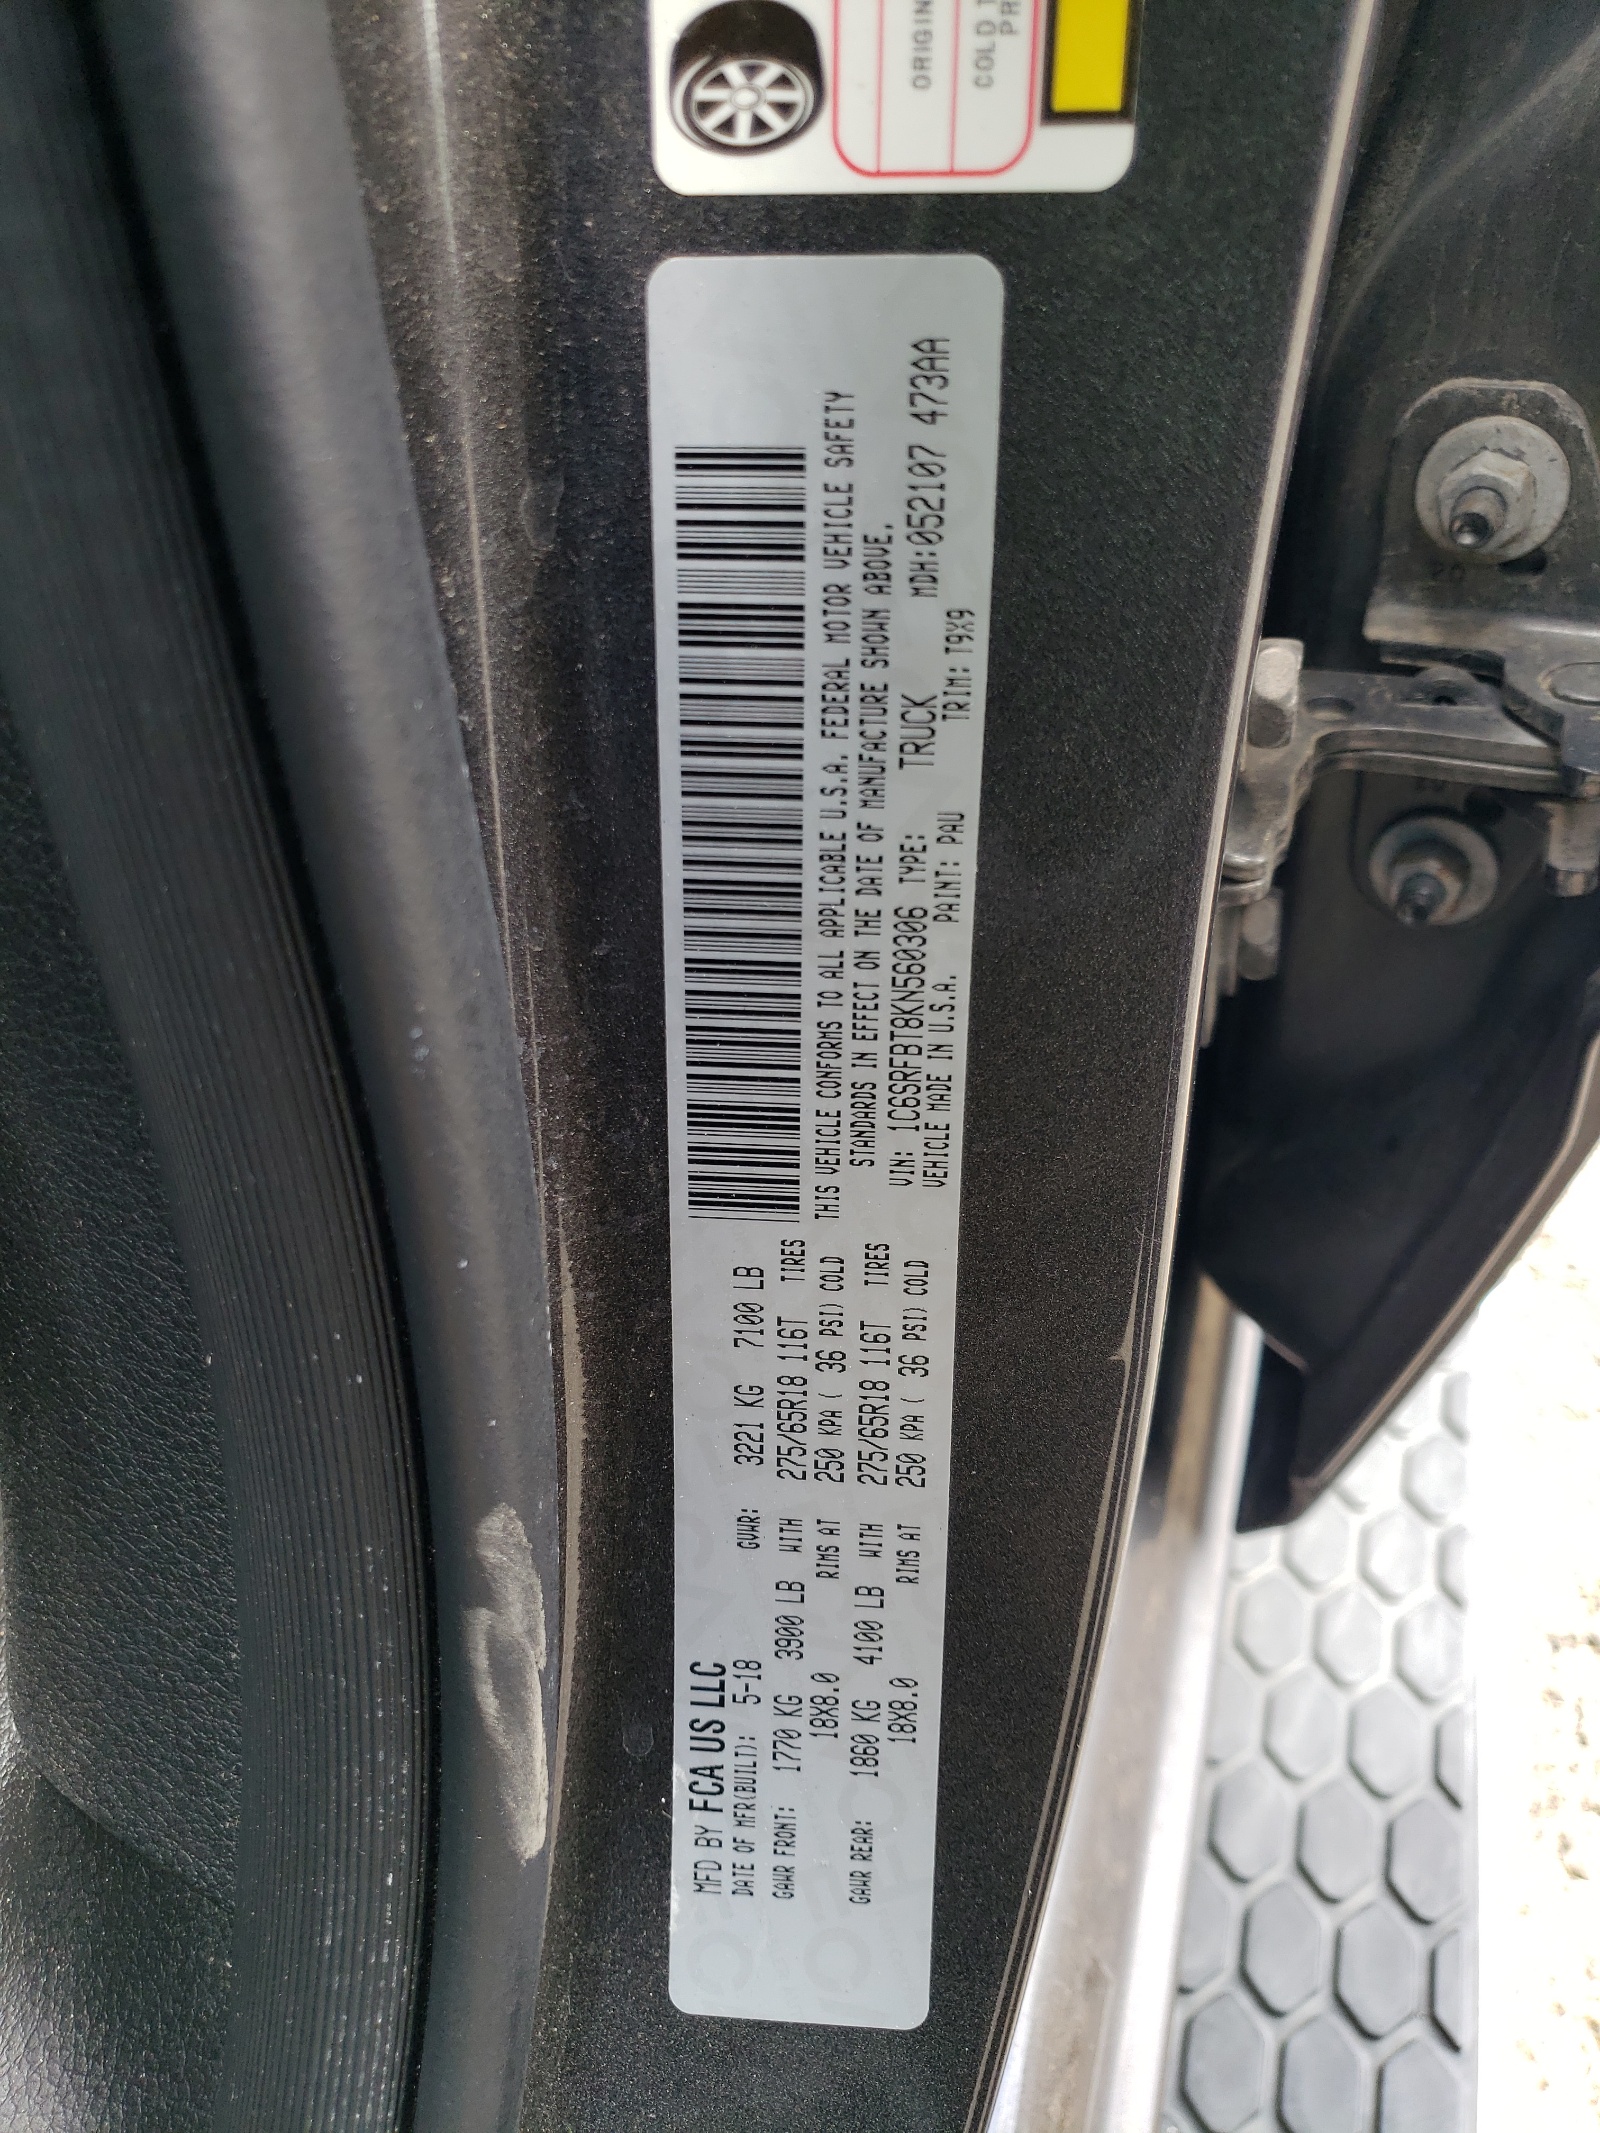 MFD BY FCA US LLC
DATE OF MFR(BUILT): 5-18 GVWR: 3221 KG 7100 LB
GAWR FRONT: 1770 KG 3900 LB WITH 275/65R18 116T TIRES
18X8.0 RIMS AT 250 KPA ( 36 PSI) COLD
GAWR REAR: 1860 KG 4100 LB WITH 275/65R18 116T TIRES
18X8.0 RIMS AT 250 KPA ( 36 PSI) COLD
THIS VEHICLE CONFORMS TO ALL APPLICABLE U.S.A. FEDERAL MOTOR VEHICLE SAFETY
STANDARDS IN EFFECT ON THE DATE OF MANUFACTURE SHOWN ABOVE.
VIN: 1C6SRFBT8KN560306 TYPE: TRUCK MDH:052107 473AA
VEHICLE MADE IN U.S.A. PAINT: PAU TRIM: T9X9
ORIGIN
COLD T
PR